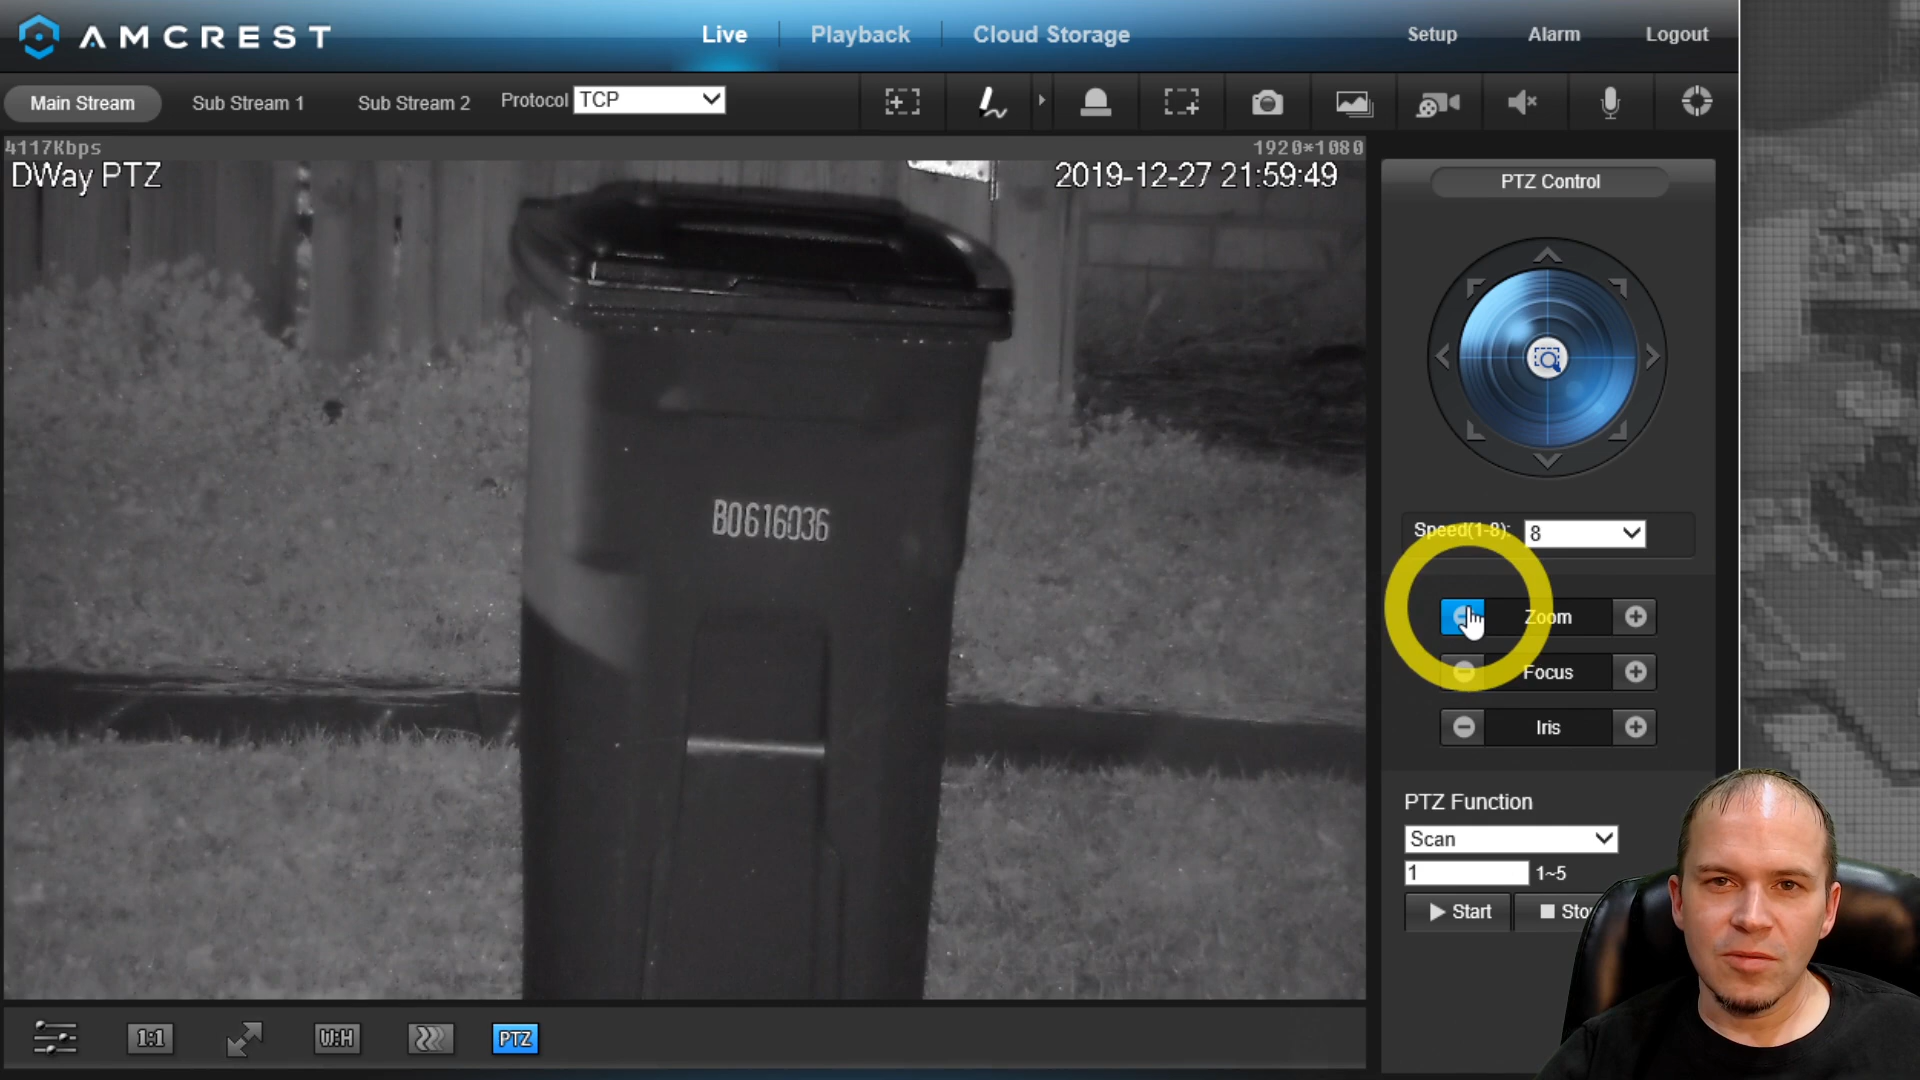 AMCREST
Live
Playback
Cloud Storage
Setup
Alarm
Logout
Main Stream
Sub Stream 1
Sub Stream 2
Protocol
TCP
4117Kbps
1920*1080
DWay PTZ
2019-12-27 21:59:49
B0616036
PTZ Control
Speed(1-8):
8
Zoom
Focus
Iris
PTZ Function
Scan
1
1~5
Start
Sto
1:1
W:H
PTZ